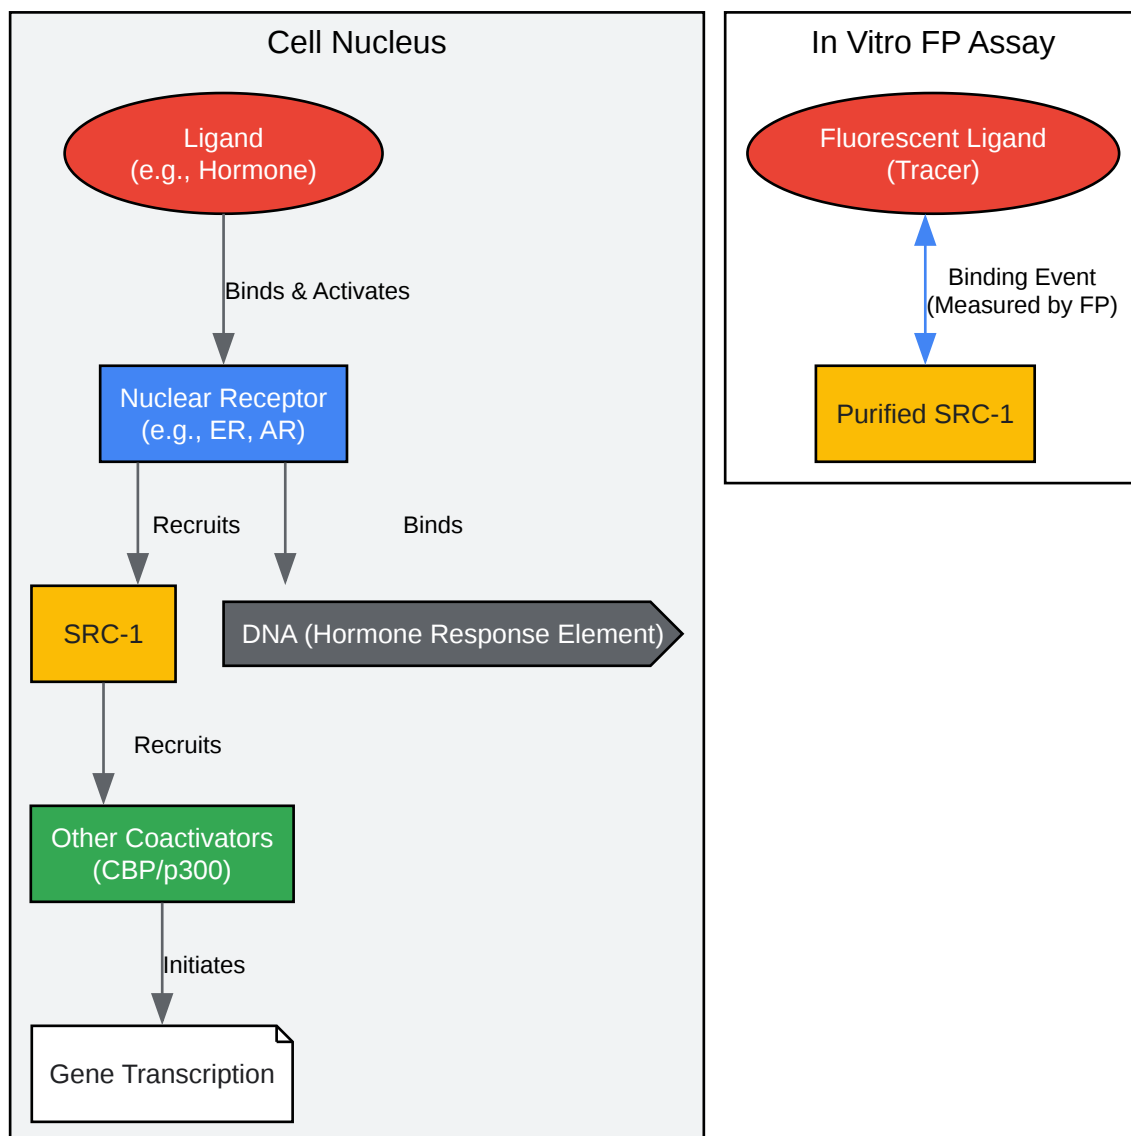 Cell Nucleus
Ligand
(e.g., Hormone)
Binds & Activates
Nuclear Receptor
(e.g., ER, AR)
Recruits
Binds
SRC-1
DNA (Hormone Response Element)
Recruits
Other Coactivators
(CBP/p300)
Initiates
Gene Transcription
In Vitro FP Assay
Fluorescent Ligand
(Tracer)
Binding Event
(Measured by FP)
Purified SRC-1